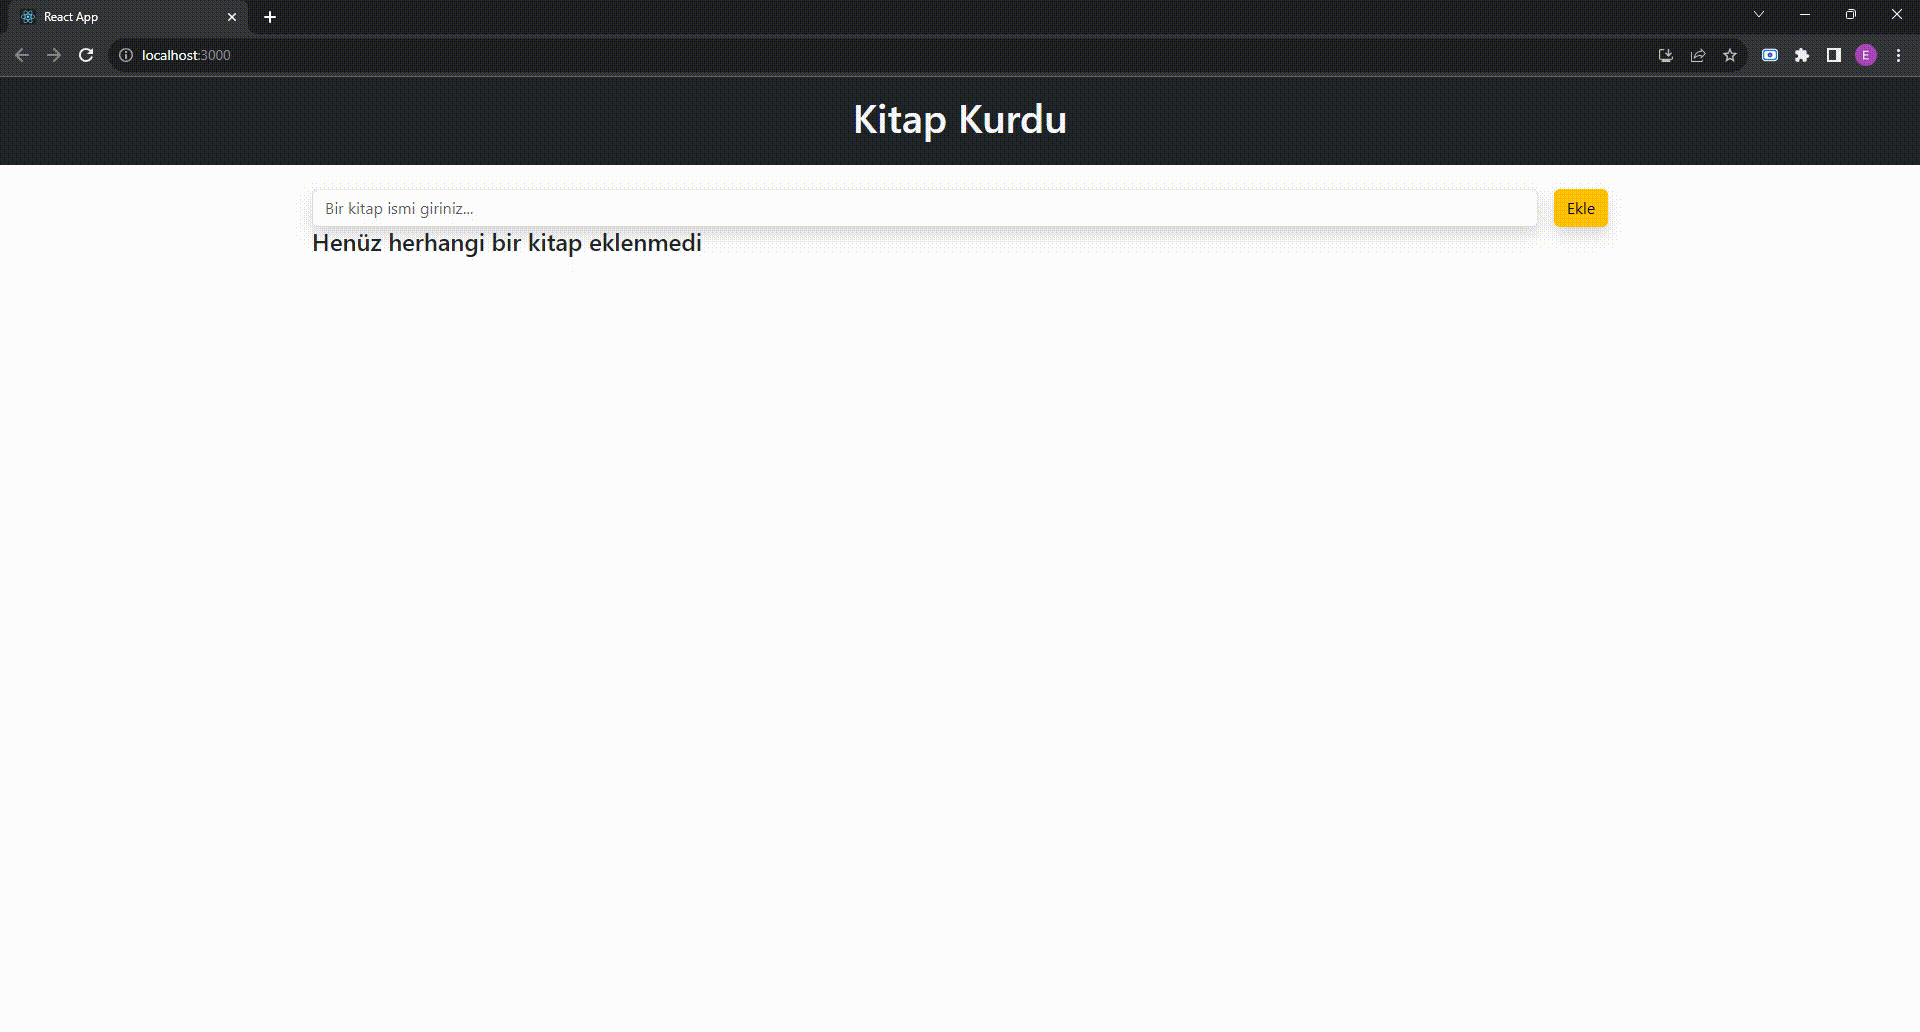 React App
localhost:3000
E
Kitap Kurdu
Bir kitap ismi giriniz...
Ekle
Henüz herhangi bir kitap eklenmedi